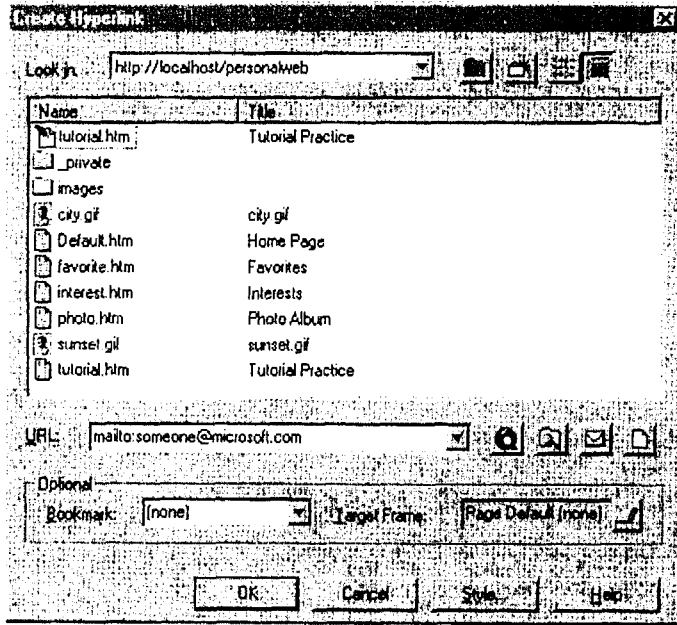 Create Hyperlink
Look in: http://localhost/personalweb
Name Title
tutorial.htm Tutorial Practice
_private
images
city.gif city.gif
Default.htm Home Page
favorite.htm Favorites
interest.htm Interests
photo.htm Photo Album
sunset.gif sunset.gif
tutorial.htm Tutorial Practice
URL: mailto:someone@microsoft.com
Optional
Bookmark: (none) Target Frame: Page Default (none)
OK Cancel Style... Help